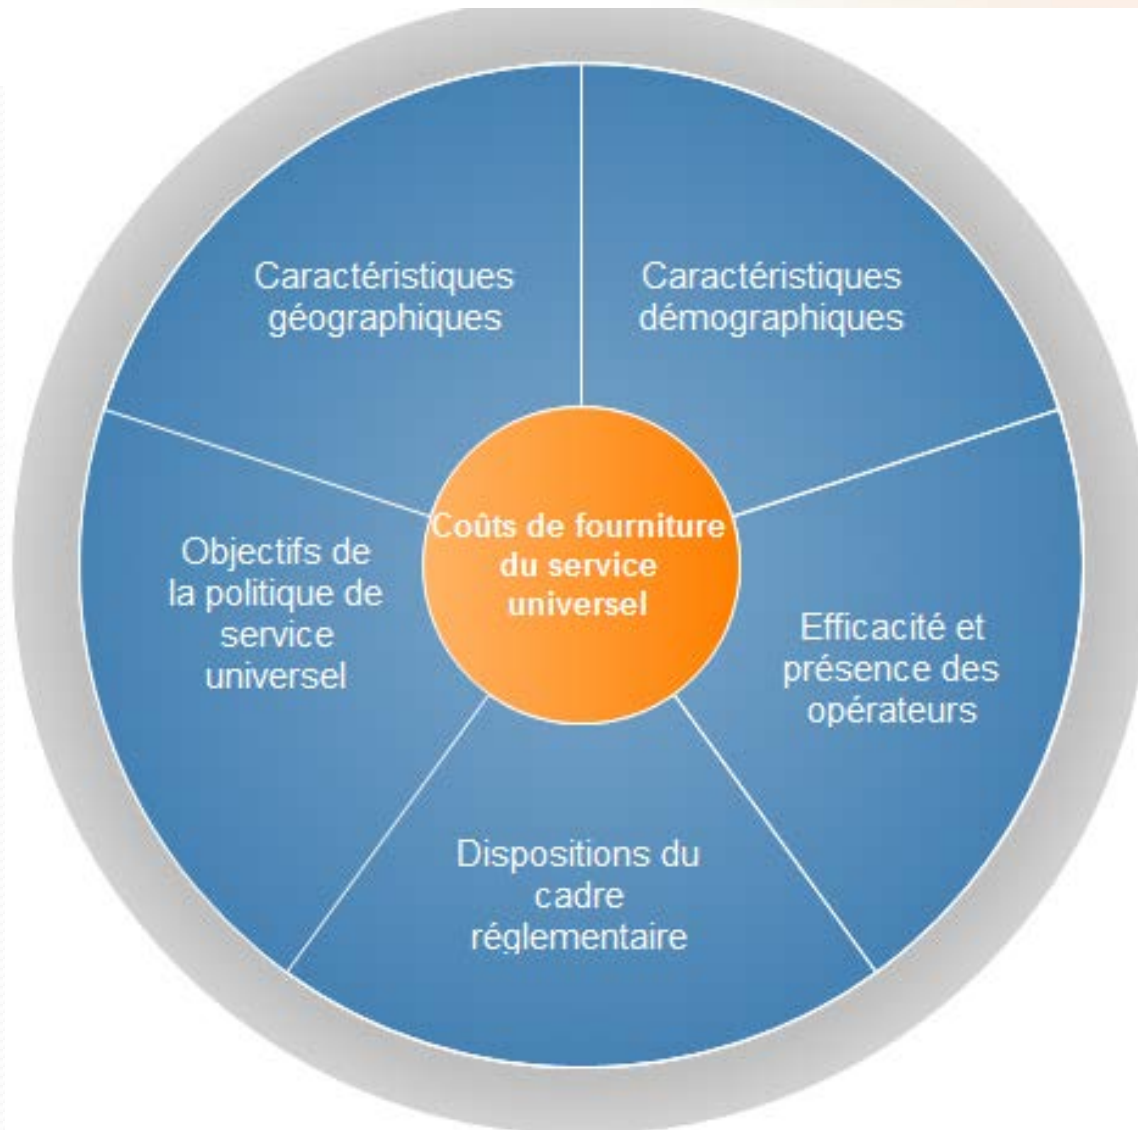 Caractéristiques
géographiques
Caractéristiques
démographiques
Coûts de fourniture
du service
universel
Objectifs de
la politique de
service
universel
Efficacité et
présence des
opérateurs
Dispositions du
cadre
réglementaire